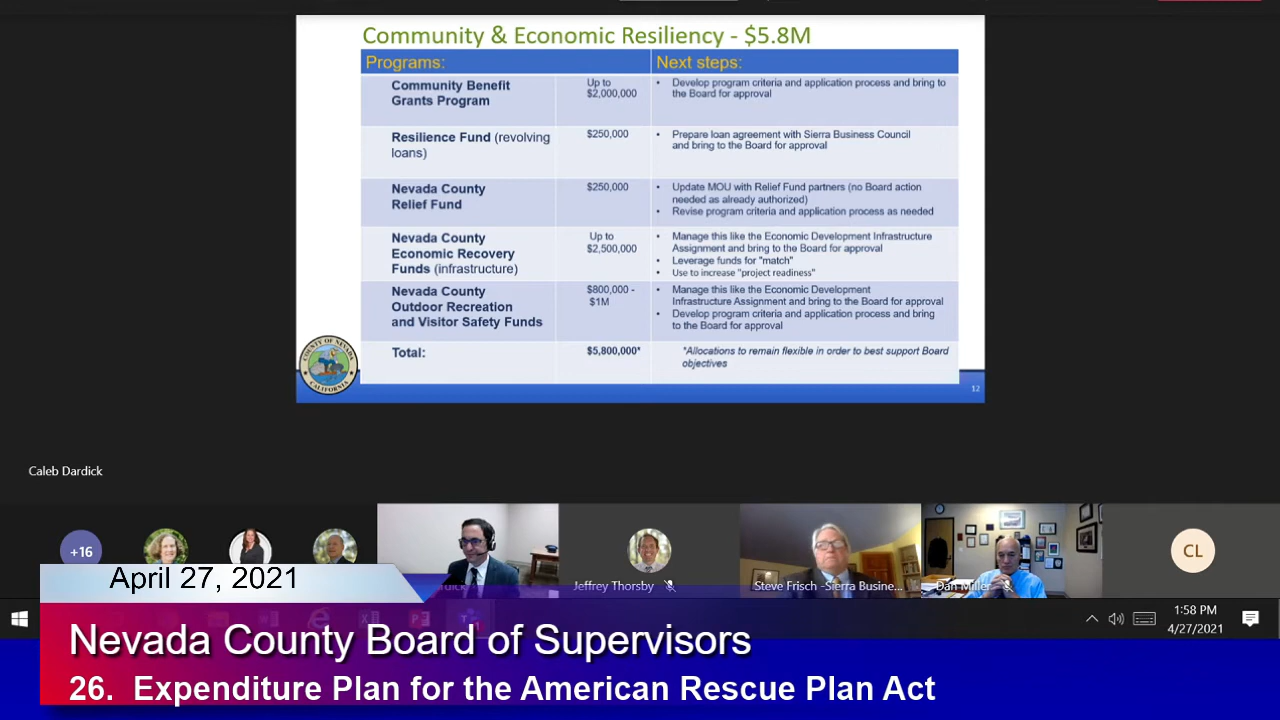 Community & Economic Resiliency - $5.8M
Programs:
Next steps:
Community Benefit
Grants Program
Up to
$2,000,000
• Develop program criteria and application process and bring to
the Board for approval
Resilience Fund (revolving
loans)
$250,000
• Prepare loan agreement with Sierra Business Council
and bring to the Board for approval
Nevada County
Relief Fund
$250,000
• Update MOU with Relief Fund partners (no Board action
needed as already authorized)
• Revise program criteria and application process as needed
Nevada County
Economic Recovery
Funds (infrastructure)
Up to
$2,500,000
• Manage this like the Economic Development Infrastructure
Assignment and bring to the Board for approval
• Leverage funds for "match"
• Use to increase "project readiness"
Nevada County
Outdoor Recreation
and Visitor Safety Funds
$800,000 -
$1M
• Manage this like the Economic Development
Infrastructure Assignment and bring to the Board for approval
• Develop program criteria and application process and bring
to the Board for approval
Total:
$5,800,000*
*Allocations to remain flexible in order to best support Board
objectives
COUNTY OF NEVADA
CALIFORNIA
12
Caleb Dardick
+16
Jeffrey Thorsby
Steve Frisch -Sierra Busine...
Dan Miller
CL
April 27, 2021
1:58 PM
4/27/2021
Nevada County Board of Supervisors
26. Expenditure Plan for the American Rescue Plan Act